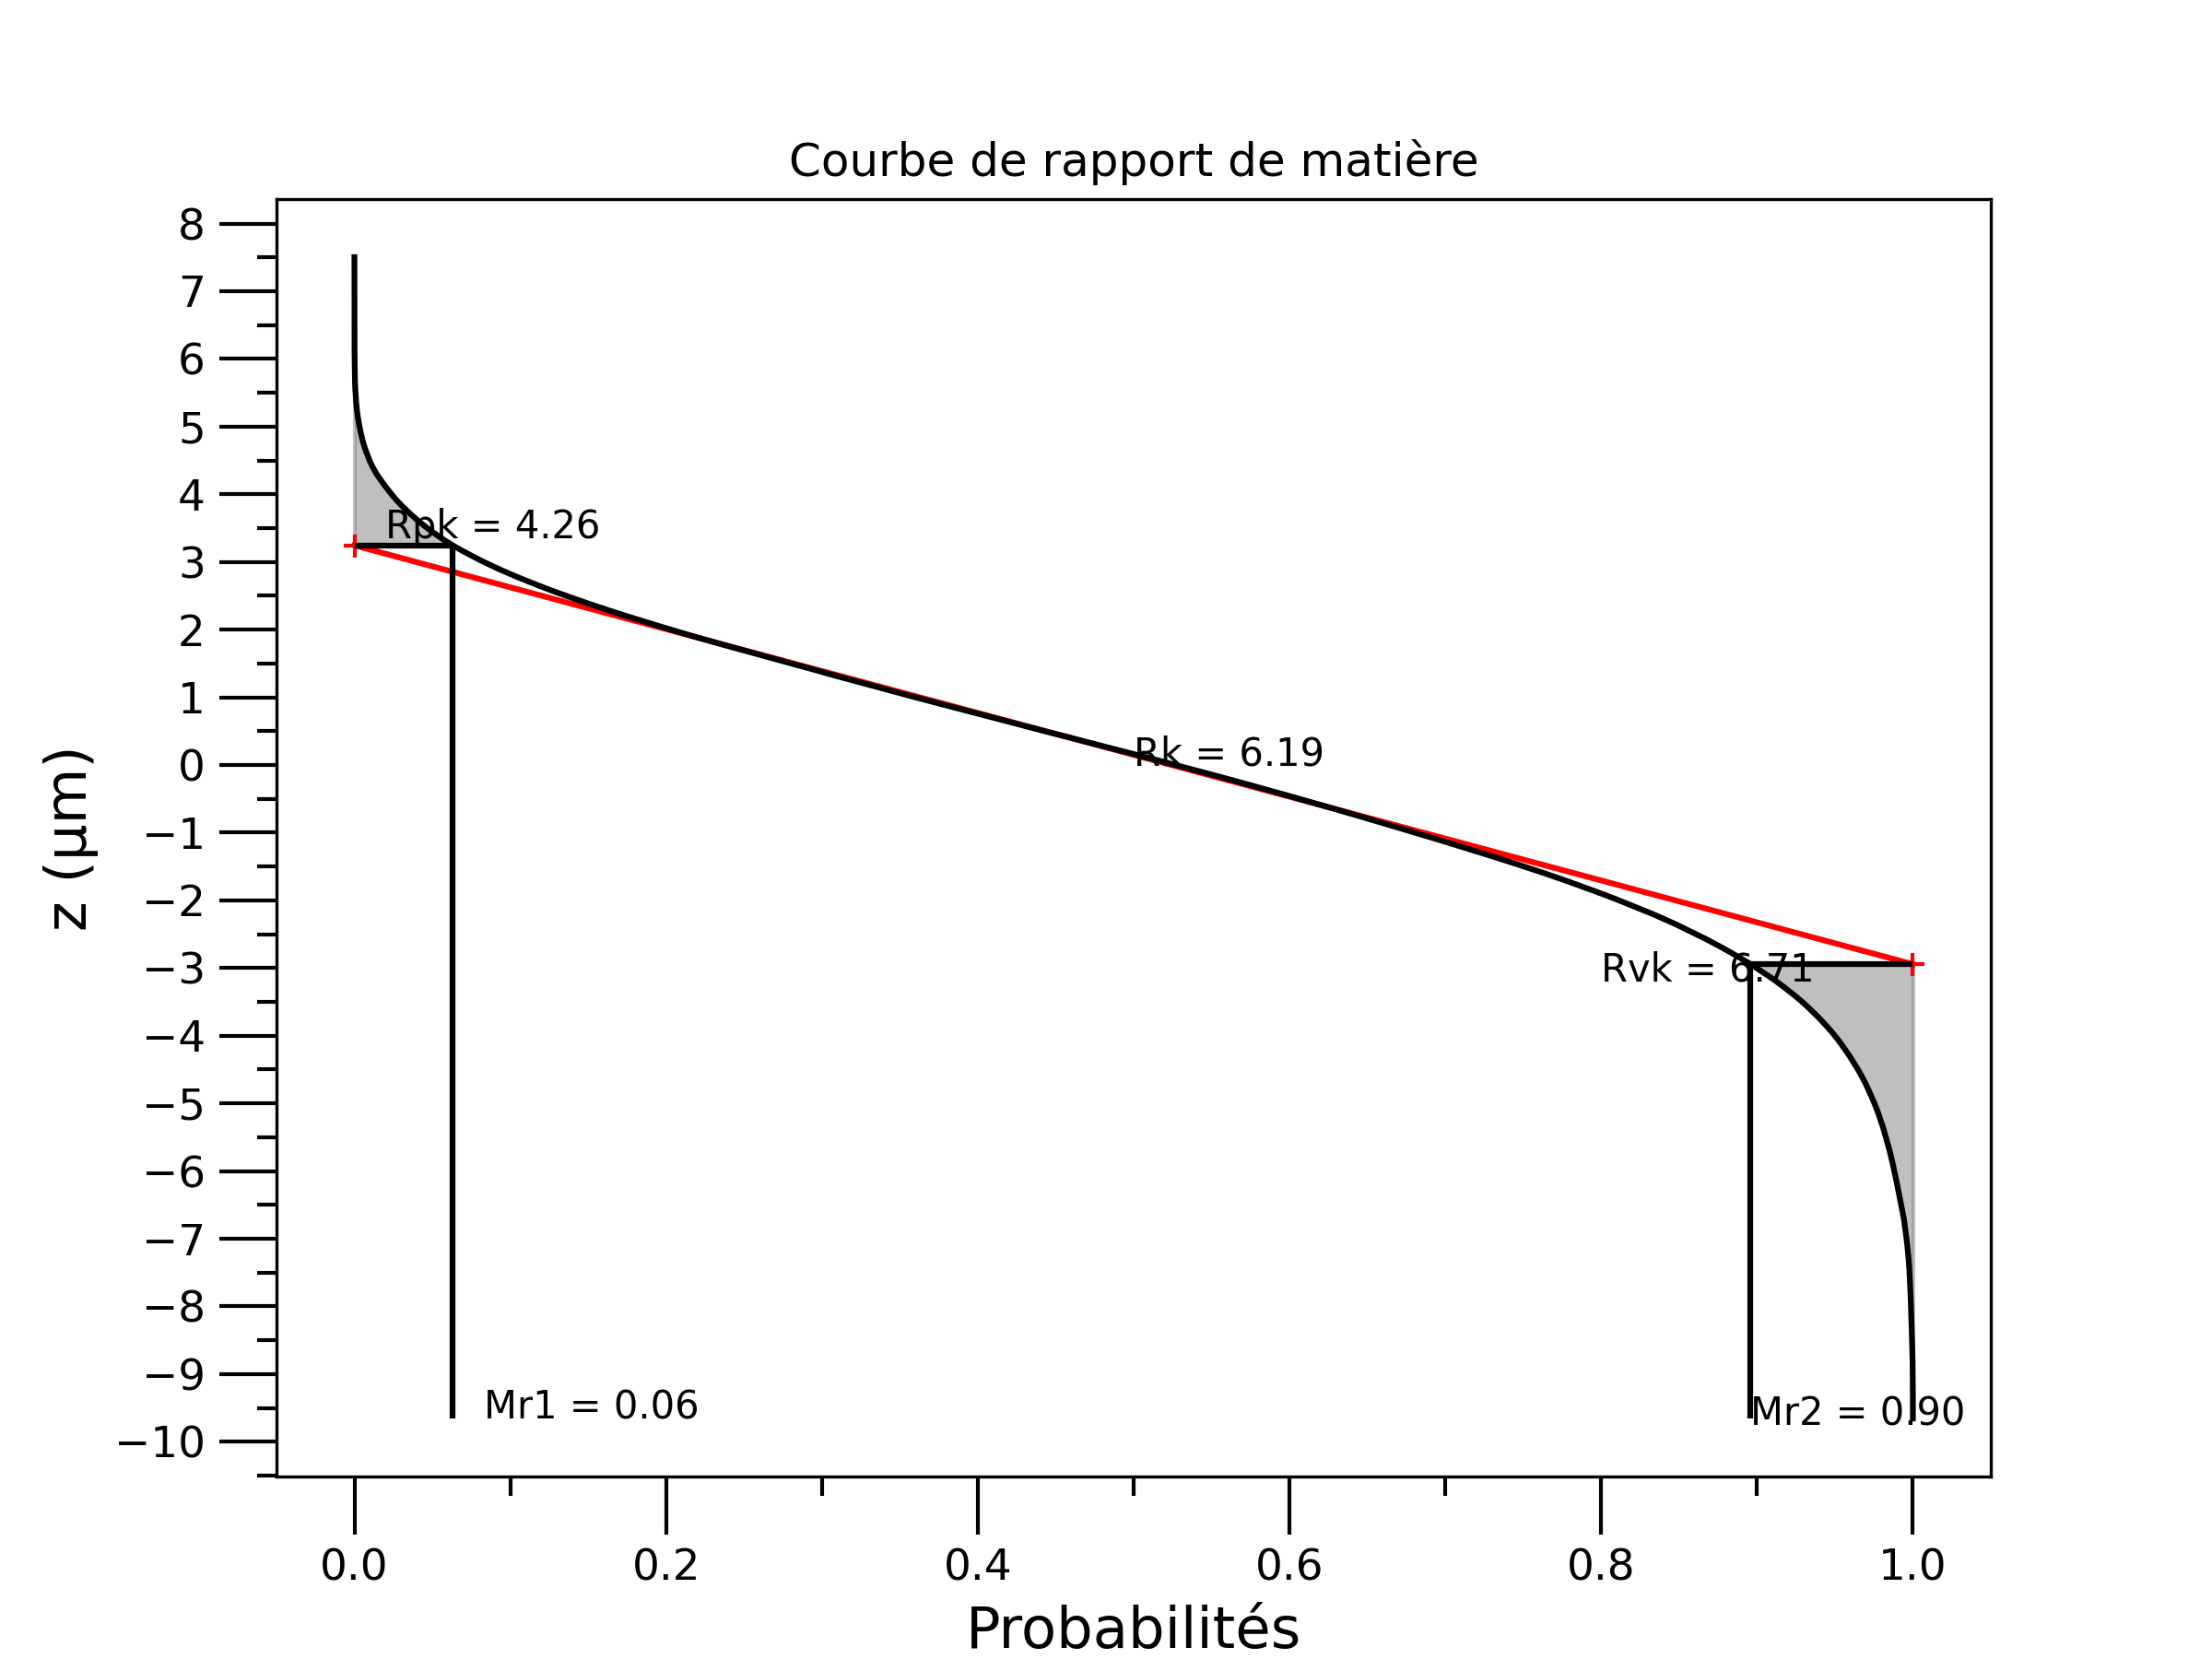 Courbe de rapport de matière
8
7
6
5
4
3
2
1
0
−1
−2
−3
−4
−5
−6
−7
−8
−9
−10
z (μm)
Rpk = 4.26
Rk = 6.19
Rvk = 6.71
Mr1 = 0.06
Mr2 = 0.90
0.0 0.2 0.4 0.6 0.8 1.0
Probabilités